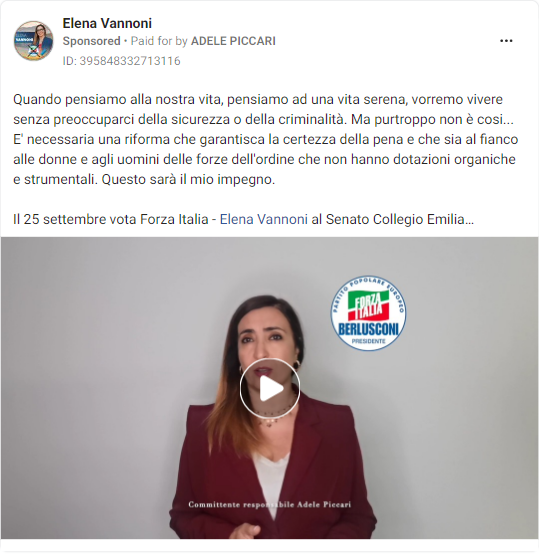 Elena Vannoni
Sponsored • Paid for by ADELE PICCARI
ID: 395848332713116
Quando pensiamo alla nostra vita, pensiamo ad una vita serena, vorremo vivere
senza preoccuparci della sicurezza o della criminalità. Ma purtroppo non è cosi...
E' necessaria una riforma che garantisca la certezza della pena e che sia al fianco
alle donne e agli uomini delle forze dell'ordine che non hanno dotazioni organiche
e strumentali. Questo sarà il mio impegno.
Il 25 settembre vota Forza Italia - Elena Vannoni al Senato Collegio Emilia...
PARTITO POPOLARE EUROPEO
FORZA
ITALIA
BERLUSCONI
PRESIDENTE
Committente responsabile Adele Piccari